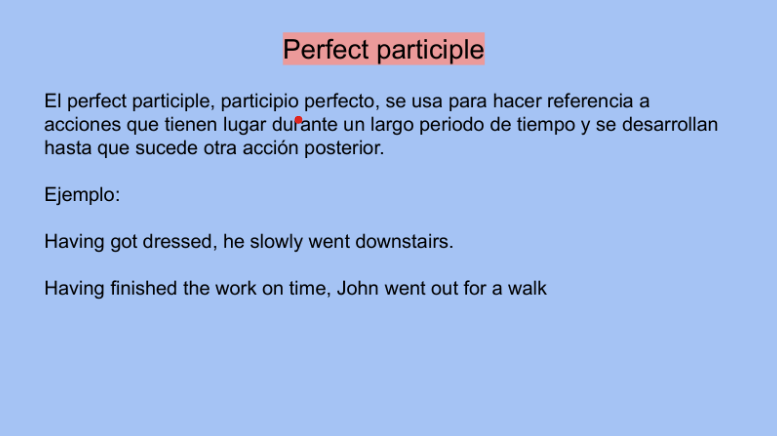 Perfect participle
El perfect participle, participio perfecto, se usa para hacer referencia a
acciones que tienen lugar durante un largo periodo de tiempo y se desarrollan
hasta que sucede otra acción posterior.
Ejemplo:
Having got dressed, he slowly went downstairs.
Having finished the work on time, John went out for a walk